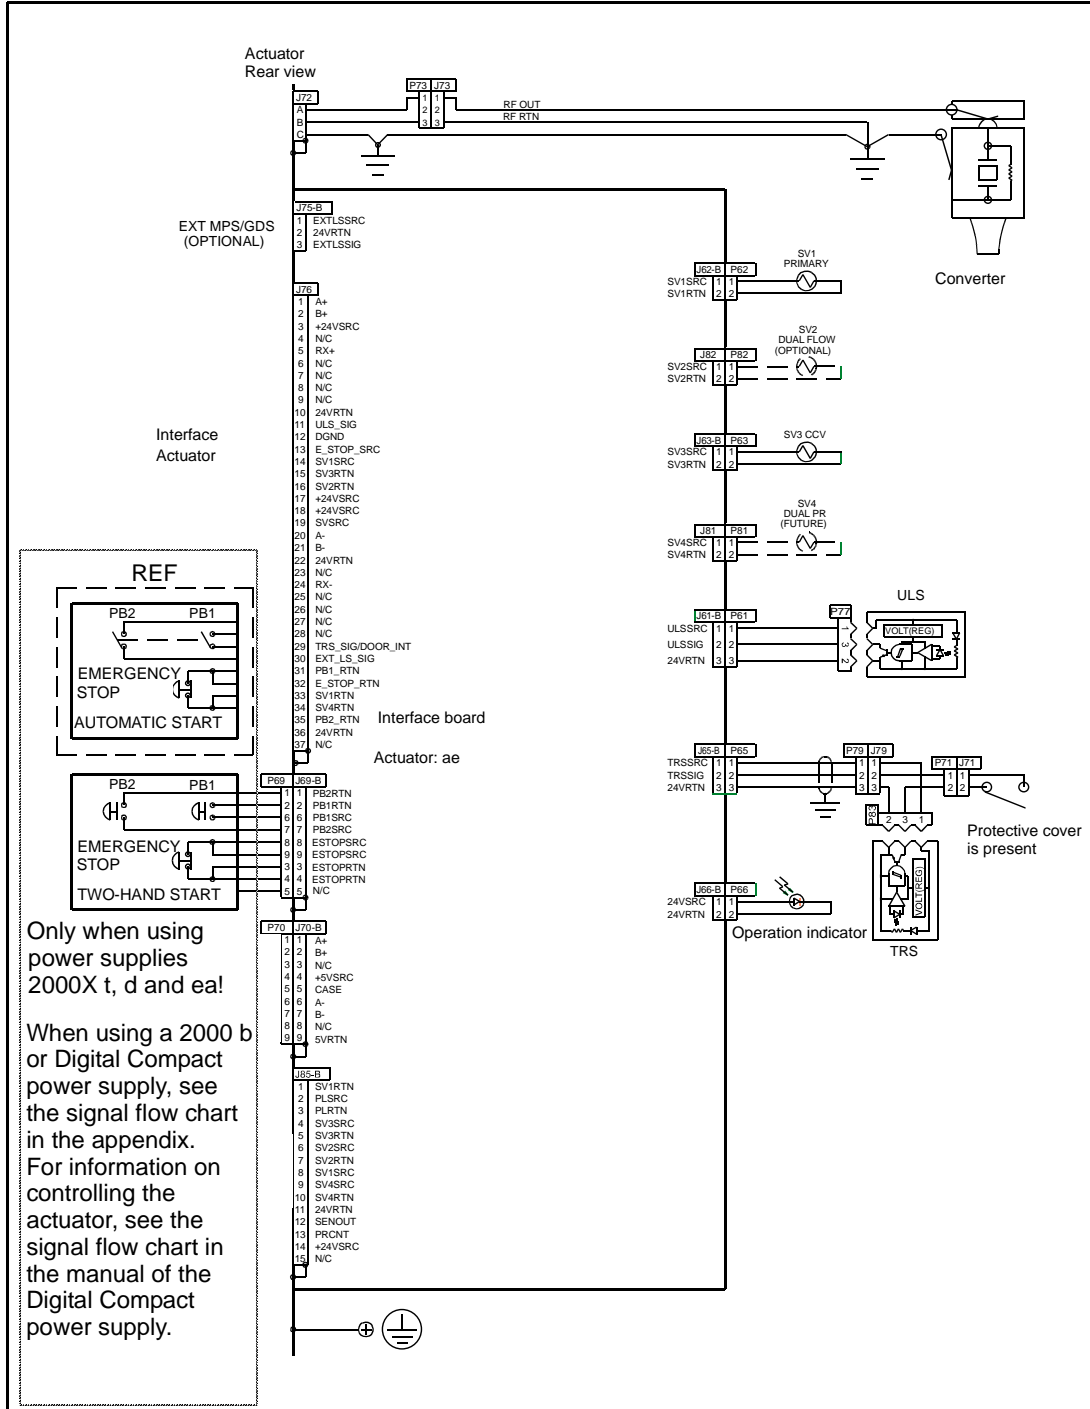 Actuator
Rear view
J72
A
B
C
P73 J73
1 1
2 2
3 3
RF OUT
RF RTN
Converter
EXT MPS/GDS
(OPTIONAL)
J75-B
1 EXTLSSRC
2 24VRTN
3 EXTLSSIG
Interface
Actuator
J76
1 A+
2 B+
3 +24VSRC
4 N/C
5 RX+
6 N/C
7 N/C
8 N/C
9 N/C
10 24VRTN
11 ULS_SIG
12 DGND
13 E_STOP_SRC
14 SV1SRC
15 SV3RTN
16 SV2RTN
17 +24VSRC
18 +24VSRC
19 SVSRC
20 A-
21 B-
22 24VRTN
23 N/C
24 RX-
25 N/C
26 N/C
27 N/C
28 N/C
29 TRS_SIG/DOOR_INT
30 EXT_LS_SIG
31 PB1_RTN
32 E_STOP_RTN
33 SV1RTN
34 SV4RTN
35 PB2_RTN
36 24VRTN
37 N/C
Interface board
Actuator: ae
REF
PB2 PB1
EMERGENCY
STOP
AUTOMATIC START
PB2 PB1
EMERGENCY
STOP
TWO-HAND START
P69 J69-B
1 1 PB2RTN
2 2 PB1RTN
6 6 PB1SRC
7 7 PB2SRC
8 8 ESTOPSRC
9 9 ESTOPSRC
3 3 ESTOPRTN
4 4 ESTOPRTN
5 5 N/C
Only when using
power supplies
2000X t, d and ea!
When using a 2000 b
or Digital Compact
power supply, see
the signal flow chart
in the appendix.
For information on
controlling the
actuator, see the
signal flow chart in
the manual of the
Digital Compact
power supply.
P70 J70-B
1 1 A+
2 2 B+
3 3 N/C
4 4 +5VSRC
5 5 CASE
6 6 A-
7 7 B-
8 8 N/C
9 9 5VRTN
J85-B
1 SV1RTN
2 PLSRC
3 PLRTN
4 SV3SRC
5 SV3RTN
6 SV2SRC
7 SV2RTN
8 SV1SRC
9 SV4SRC
10 SV4RTN
11 24VRTN
12 SENOUT
13 PRCNT
14 +24VSRC
15 N/C
SV1
PRIMARY
J62-B P62
SV1SRC 1 1
SV1RTN 2 2
SV2
DUAL FLOW
(OPTIONAL)
J82 P82
SV2SRC 1 1
SV2RTN 2 2
SV3 CCV
J63-B P63
SV3SRC 1 1
SV3RTN 2 2
SV4
DUAL PR
(FUTURE)
J81 P81
SV4SRC 1 1
SV4RTN 2 2
ULS
J61-B P61
ULSSRC 1 1
ULSSIG 2 2
24VRTN 3 3
P77
1
3
2
VOLT(REG)
J65-B P65
TRSSRC 1 1
TRSSIG 2 2
24VRTN 3 3
P79 J79
1 1
2 2
3 3
P71 J71
1 1
2 2
P83
2 3 1
Protective cover
is present
VOLT(REG)
TRS
J66-B P66
24VSRC 1 1
24VRTN 2 2
Operation indicator